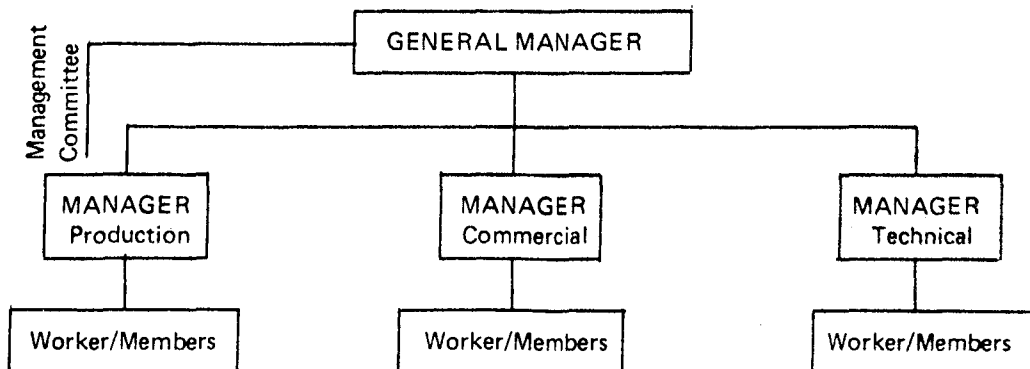 Management
Committee
GENERAL MANAGER
MANAGER
Production
MANAGER
Commercial
MANAGER
Technical
Worker/Members
Worker/Members
Worker/Members